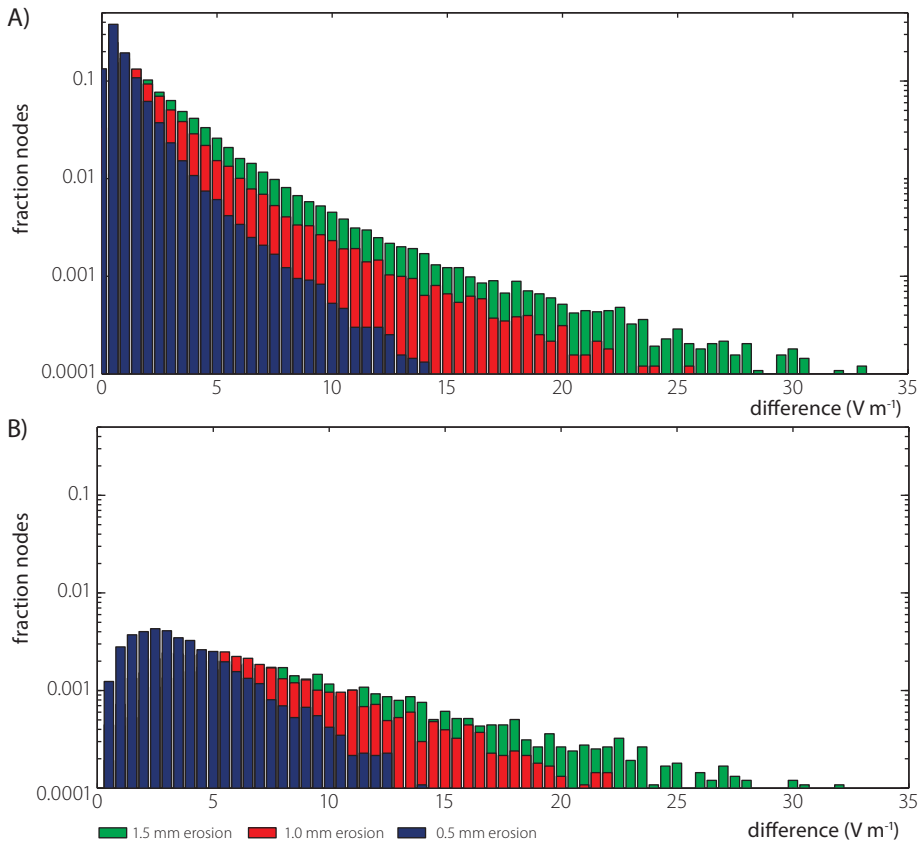 A)
fraction nodes
0.1
0.01
0.001
0.0001
0 5 10 15 20 25 30 35
difference (V m⁻¹)
B)
fraction nodes
0.1
0.01
0.001
0.0001
0 5 10 15 20 25 30 35
1.5 mm erosion 1.0 mm erosion 0.5 mm erosion
difference (V m⁻¹)